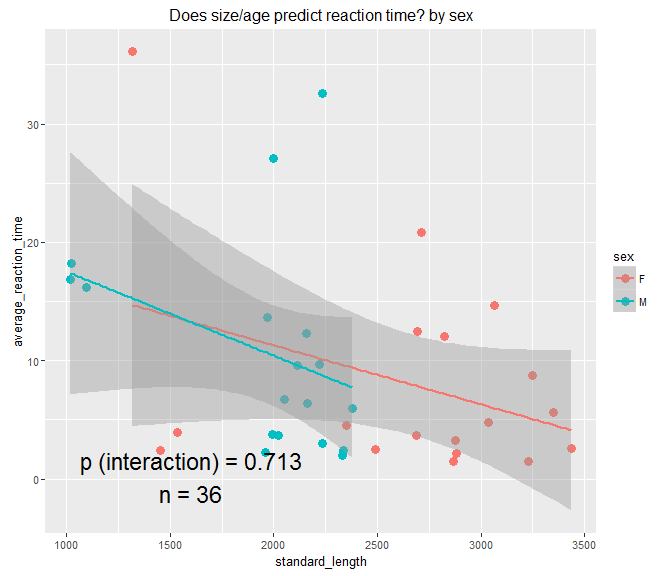 Does size/age predict reaction time? by sex
average_reaction_time
30
20
10
0
p (interaction) = 0.713
n = 36
1000 1500 2000 2500 3000 3500
standard_length
sex
F
M